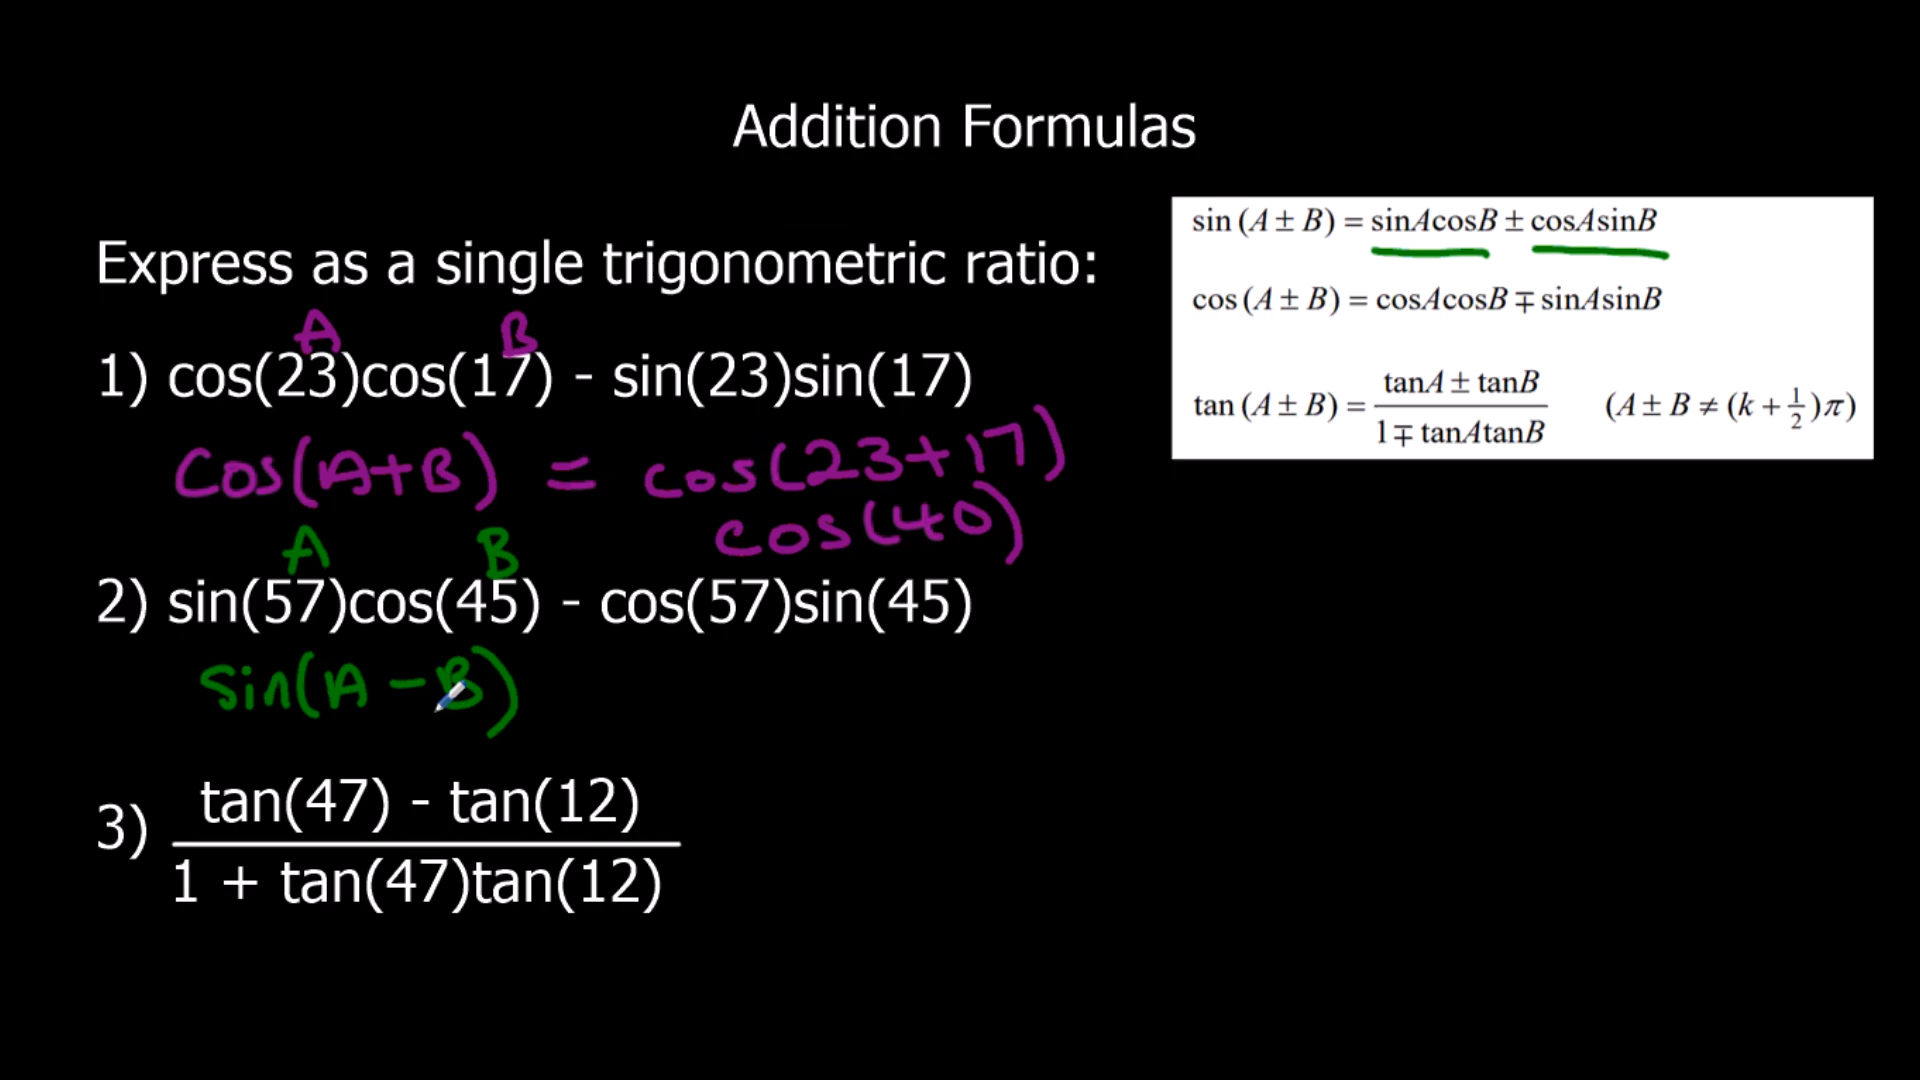 Addition Formulas
sin (A ± B) = sinAcosB ± cosAsinB
cos (A ± B) = cosAcosB ∓ sinAsinB
tan (A ± B) = (tanA ± tanB)/(1 ∓ tanAtanB) (A ± B ≠ (k + 1/2)π)
Express as a single trigonometric ratio:
A B
1) cos(23)cos(17) - sin(23)sin(17)
Cos(A+B) = cos(23+17)
cos(40)
A B
2) sin(57)cos(45) - cos(57)sin(45)
Sin(A - B)
3) tan(47) - tan(12)
1 + tan(47)tan(12)